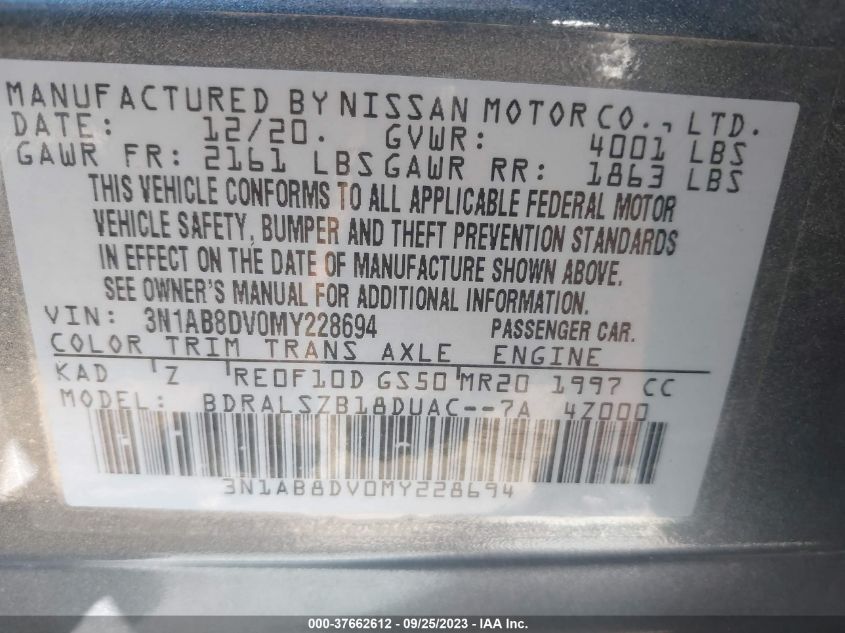 MANUFACTURED BY NISSAN MOTOR CO., LTD.
DATE: 12/20. GVWR: 4001 LBS
GAWR FR: 2161 LBS GAWR RR: 1863 LBS
THIS VEHICLE CONFORMS TO ALL APPLICABLE FEDERAL MOTOR
VEHICLE SAFETY, BUMPER AND THEFT PREVENTION STANDARDS
IN EFFECT ON THE DATE OF MANUFACTURE SHOWN ABOVE.
SEE OWNER'S MANUAL FOR ADDITIONAL INFORMATION.
VIN: 3N1AB8DV0MY228694 PASSENGER CAR.
COLOR TRIM TRANS AXLE ENGINE
KAD Z RE0F10D GS50 MR20 1997 CC
MODEL: BDRALSZB18DUAC--7A 4Z000
3N1AB8DV0MY228694
000-37662612 - 09/25/2023 - IAA Inc.